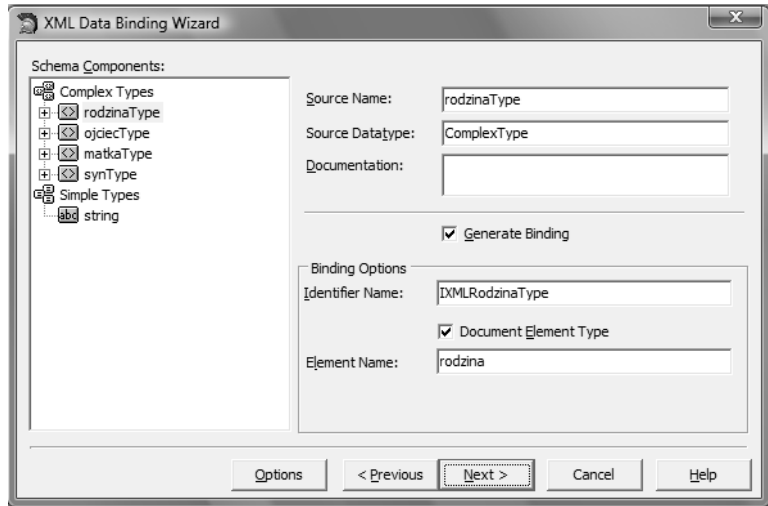 XML Data Binding Wizard
Schema Components:
Complex Types
rodzinaType
ojciecType
matkaType
synType
Simple Types
abc string
Source Name: rodzinaType
Source Datatype: ComplexType
Documentation:
Generate Binding
Binding Options
Identifier Name: IXMLRodzinaType
Document Element Type
Element Name: rodzina
Options < Previous Next > Cancel Help